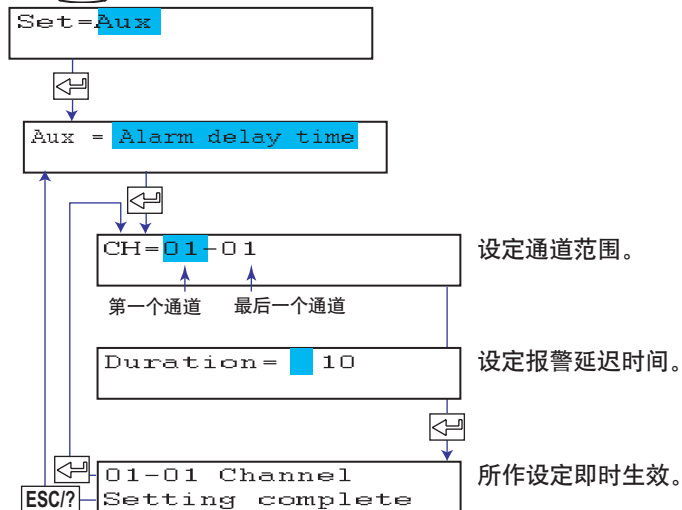 Set=Aux
Aux = Alarm delay time
CH=01-01
设定通道范围。
第一个通道
最后一个通道
Duration= 10
设定报警延迟时间。
01-01 Channel
所作设定即时生效。
ESC/?
Setting complete